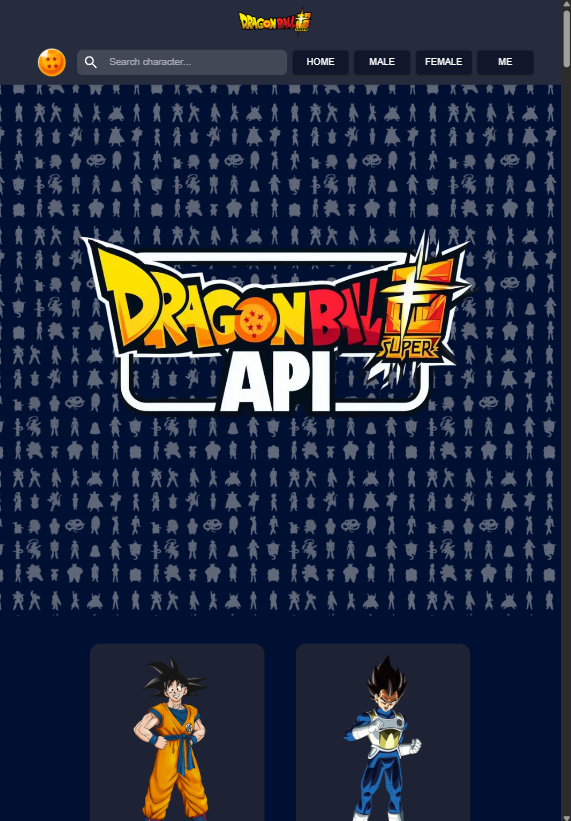 DRAGON BALL SUPER
Search character...
HOME
MALE
FEMALE
ME
DRAGON BALL
SUPER
API